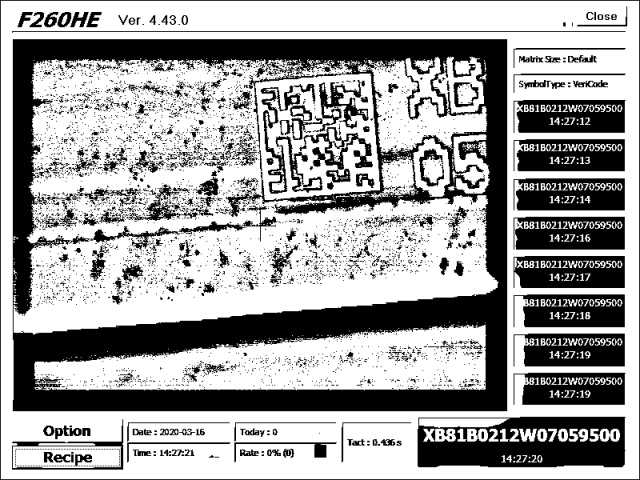 F260HE Ver. 4.43.0
Close
Matrix Size : Default
SymbolType : VeriCode
XB81B0212W07059500
14:27:12
XB81B0212W07059500
14:27:13
XB81B0212W07059500
14:27:14
XB81B0212W07059500
14:27:16
XB81B0212W07059500
14:27:17
B81B0212W07059500
14:27:18
B81B0212W07059500
14:27:19
B81B0212W07059500
14:27:19
XB
Option
Recipe
Date : 2020-03-16
Time : 14:27:21
Today : 0
Rate : 0% (0)
Tact : 0.436 s
XB81B0212W07059500
14:27:20